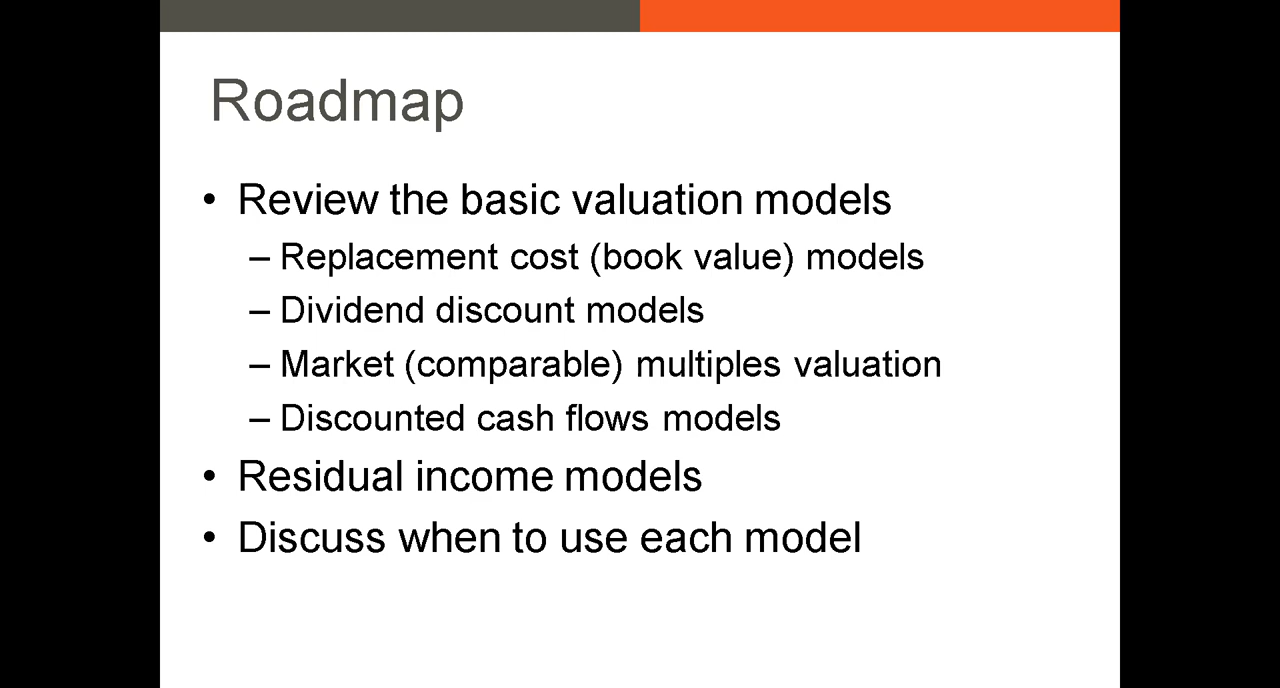 Roadmap
• Review the basic valuation models
– Replacement cost (book value) models
– Dividend discount models
– Market (comparable) multiples valuation
– Discounted cash flows models
• Residual income models
• Discuss when to use each model